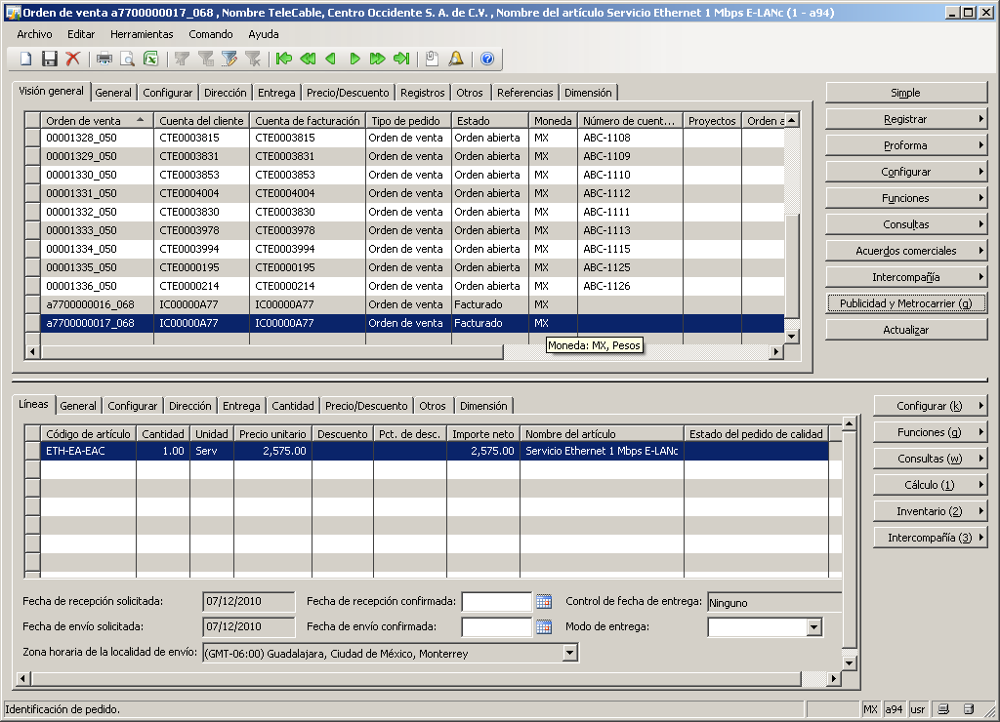 Orden de venta a7700000017_068 , Nombre TeleCable, Centro Occidente S. A. de C.V. , Nombre del artículo Servicio Ethernet 1 Mbps E-LANc (1 - a94)
Archivo Editar Herramientas Comando Ayuda
Visión general General Configurar Dirección Entrega Precio/Descuento Registros Otros Referencias Dimensión
Orden de venta Cuenta del cliente Cuenta de facturación Tipo de pedido Estado Moneda Número de cuent... Proyectos Orden a
00001328_050 CTE0003815 CTE0003815 Orden de venta Orden abierta MX ABC-1108
00001329_050 CTE0003831 CTE0003831 Orden de venta Orden abierta MX ABC-1109
00001330_050 CTE0003853 CTE0003853 Orden de venta Orden abierta MX ABC-1110
00001331_050 CTE0004004 CTE0004004 Orden de venta Orden abierta MX ABC-1112
00001332_050 CTE0003830 CTE0003830 Orden de venta Orden abierta MX ABC-1111
00001333_050 CTE0003978 CTE0003978 Orden de venta Orden abierta MX ABC-1113
00001334_050 CTE0003994 CTE0003994 Orden de venta Orden abierta MX ABC-1115
00001335_050 CTE0000195 CTE0000195 Orden de venta Orden abierta MX ABC-1125
00001336_050 CTE0000214 CTE0000214 Orden de venta Orden abierta MX ABC-1126
a7700000016_068 IC00000A77 IC00000A77 Orden de venta Facturado MX
a7700000017_068 IC00000A77 IC00000A77 Orden de venta Facturado MX
Moneda: MX, Pesos
Simple
Registrar
Proforma
Configurar
Funciones
Consultas
Acuerdos comerciales
Intercompañía
Publicidad y Metrocarrier (g)
Actualizar
Líneas General Configurar Dirección Entrega Cantidad Precio/Descuento Otros Dimensión
Código de artículo Cantidad Unidad Precio unitario Descuento Pct. de desc. Importe neto Nombre del artículo Estado del pedido de calidad
ETH-EA-EAC 1.00 Serv 2,575.00 2,575.00 Servicio Ethernet 1 Mbps E-LANc
Configurar (k)
Funciones (q)
Consultas (w)
Cálculo (1)
Inventario (2)
Intercompañía (3)
Fecha de recepción solicitada: 07/12/2010 Fecha de recepción confirmada: Control de fecha de entrega: Ninguno
Fecha de envío solicitada: 07/12/2010 Fecha de envío confirmada: Modo de entrega:
Zona horaria de la localidad de envío: (GMT-06:00) Guadalajara, Ciudad de México, Monterrey
Identificación de pedido. MX a94 usr